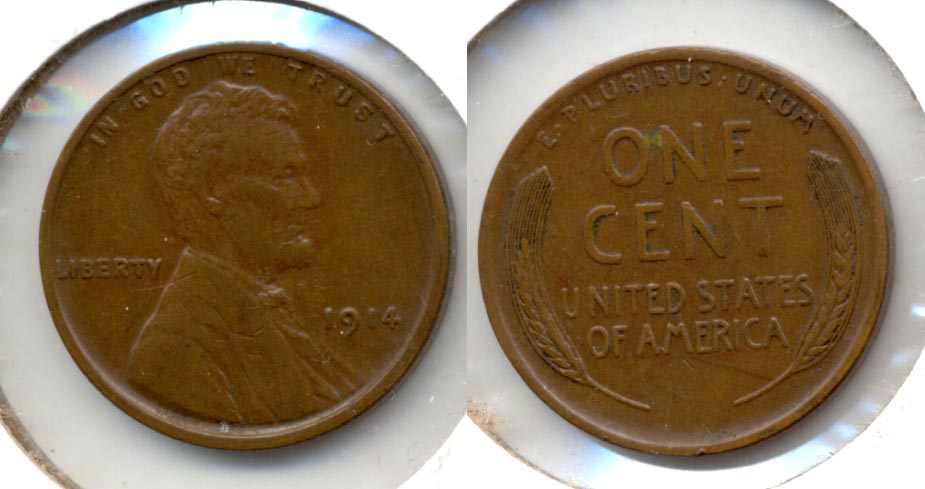 IN GOD WE TRUST
LIBERTY
1914
E·PLURIBUS·UNUM
ONE
CENT
UNITED STATES
OF AMERICA